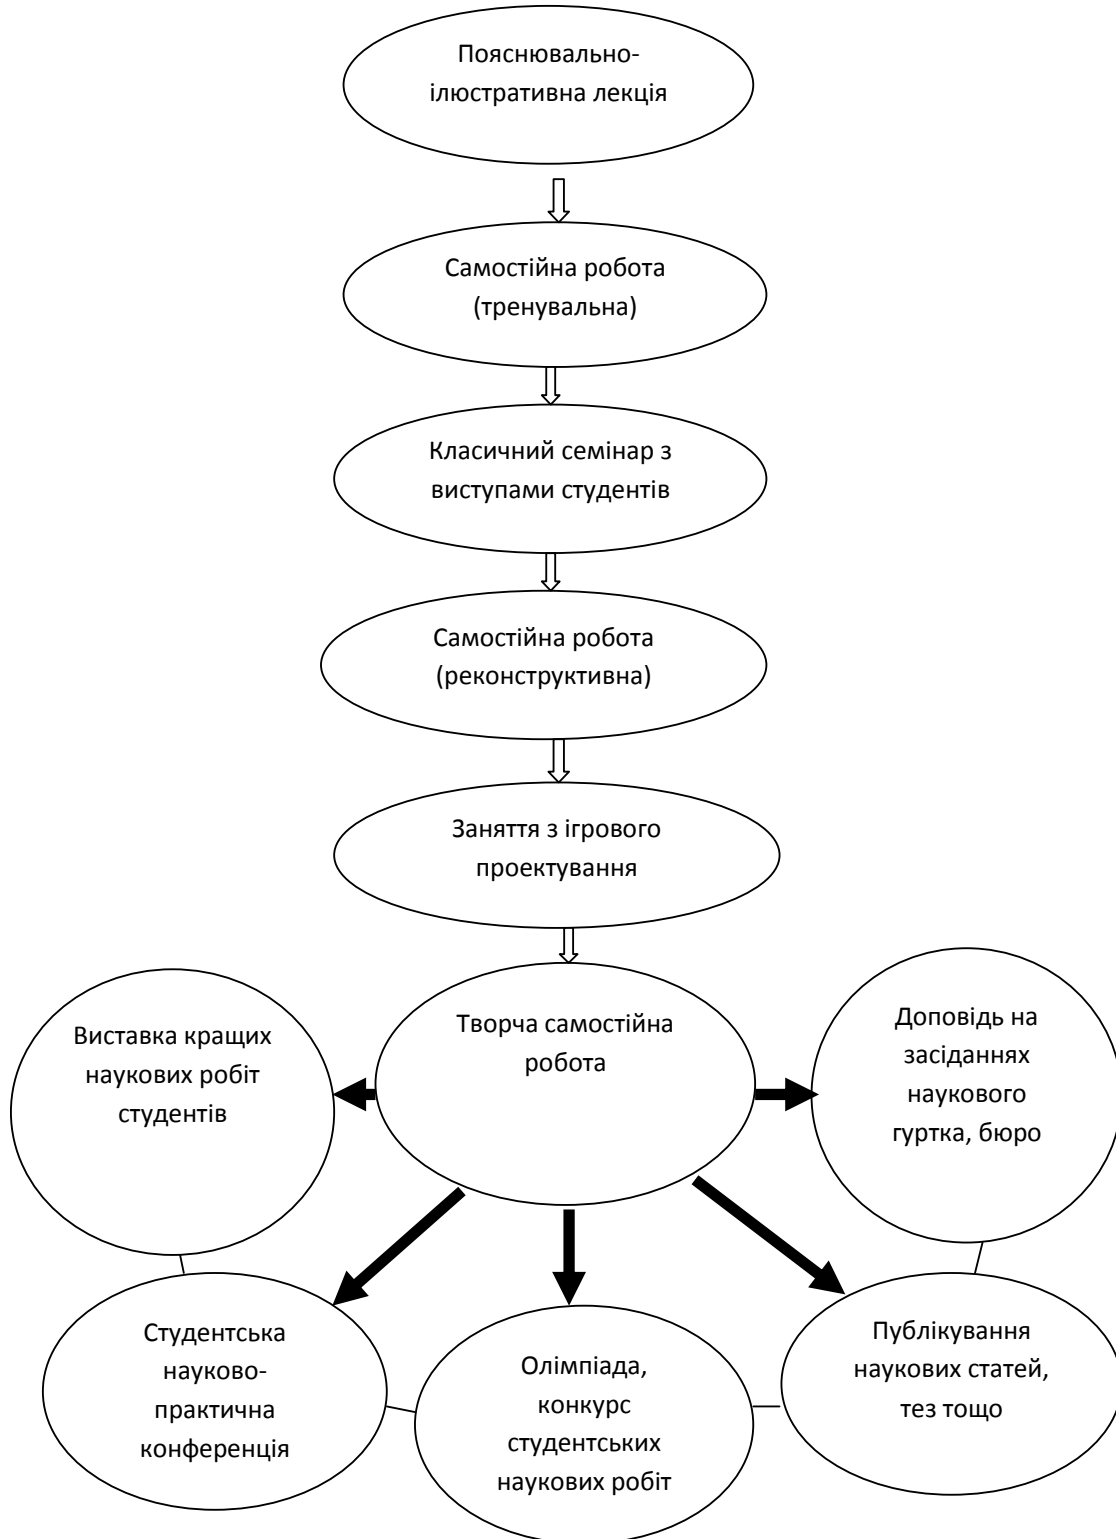 Пояснювально-
ілюстративна лекція
Самостійна робота
(тренувальна)
Класичний семінар з
виступами студентів
Самостійна робота
(реконструктивна)
Заняття з ігрового
проектування
Творча самостійна
робота
Виставка кращих
наукових робіт
студентів
Доповідь на
засіданнях
наукового
гуртка, бюро
Студентська
науково-
практична
конференція
Олімпіада,
конкурс
студентських
наукових робіт
Публікування
наукових статей,
тез тощо